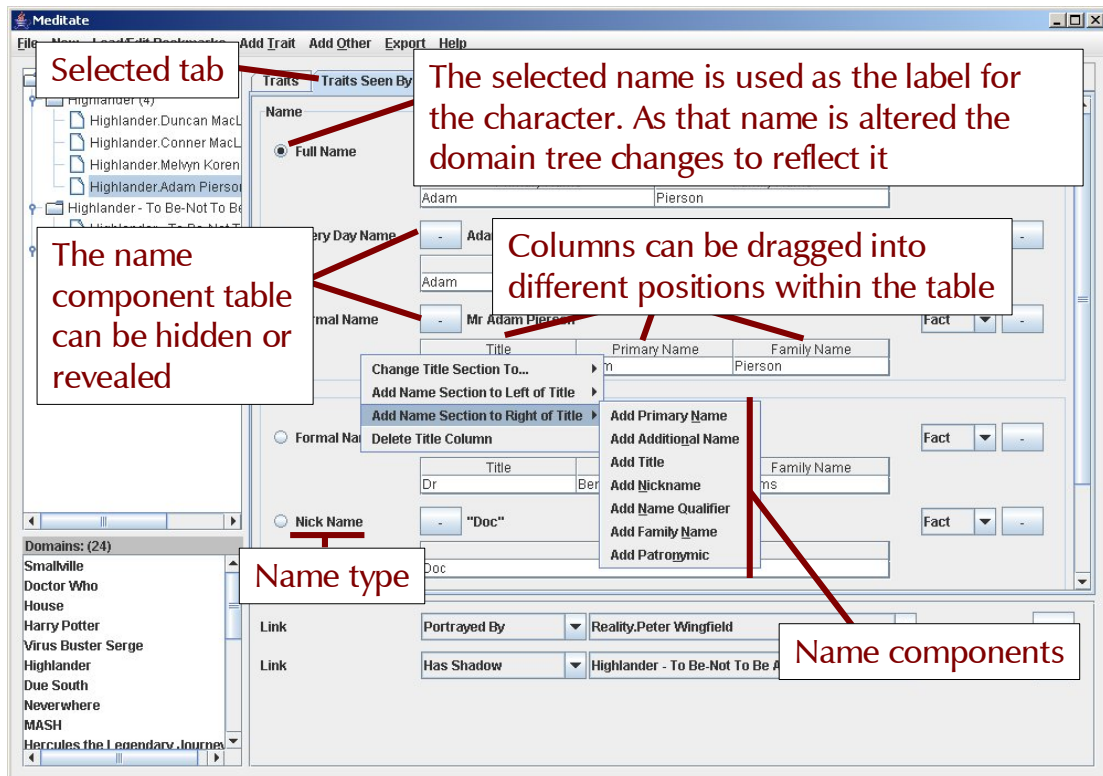 Meditate
File
Add Trait Add Other Export Help
Selected tab
Traits Traits Seen By
The selected name is used as the label for
the character. As that name is altered the
domain tree changes to reflect it
Highlander (4)
Highlander.Duncan MacL
Highlander.Conner MacL
Highlander.Melvyn Koren
Highlander.Adam Pierso
Highlander - To Be-Not To Be
Name
Full Name
Adam Pierson
Day Name - Adam -
The name
component table
can be hidden or
revealed
Columns can be dragged into
different positions within the table
Adam
Name - Mr Adam Pierson Fact -
Title Primary Name Family Name
Pierson
Change Title Section To...
Add Name Section to Left of Title
Add Name Section to Right of Title
Delete Title Column
Add Primary Name
Add Additional Name
Add Title
Add Nickname
Add Name Qualifier
Add Family Name
Add Patronymic
Formal Fact -
Title Family Name
Dr
Nick Name - "Doc" Fact -
Doc
Name type
Name components
Domains: (24)
Smallville
Doctor Who
House
Harry Potter
Virus Buster Serge
Highlander
Due South
Neverwhere
MASH
Hercules the Legendary Journey
Link Portrayed By Reality.Peter Wingfield
Link Has Shadow Highlander - To Be-Not To Be